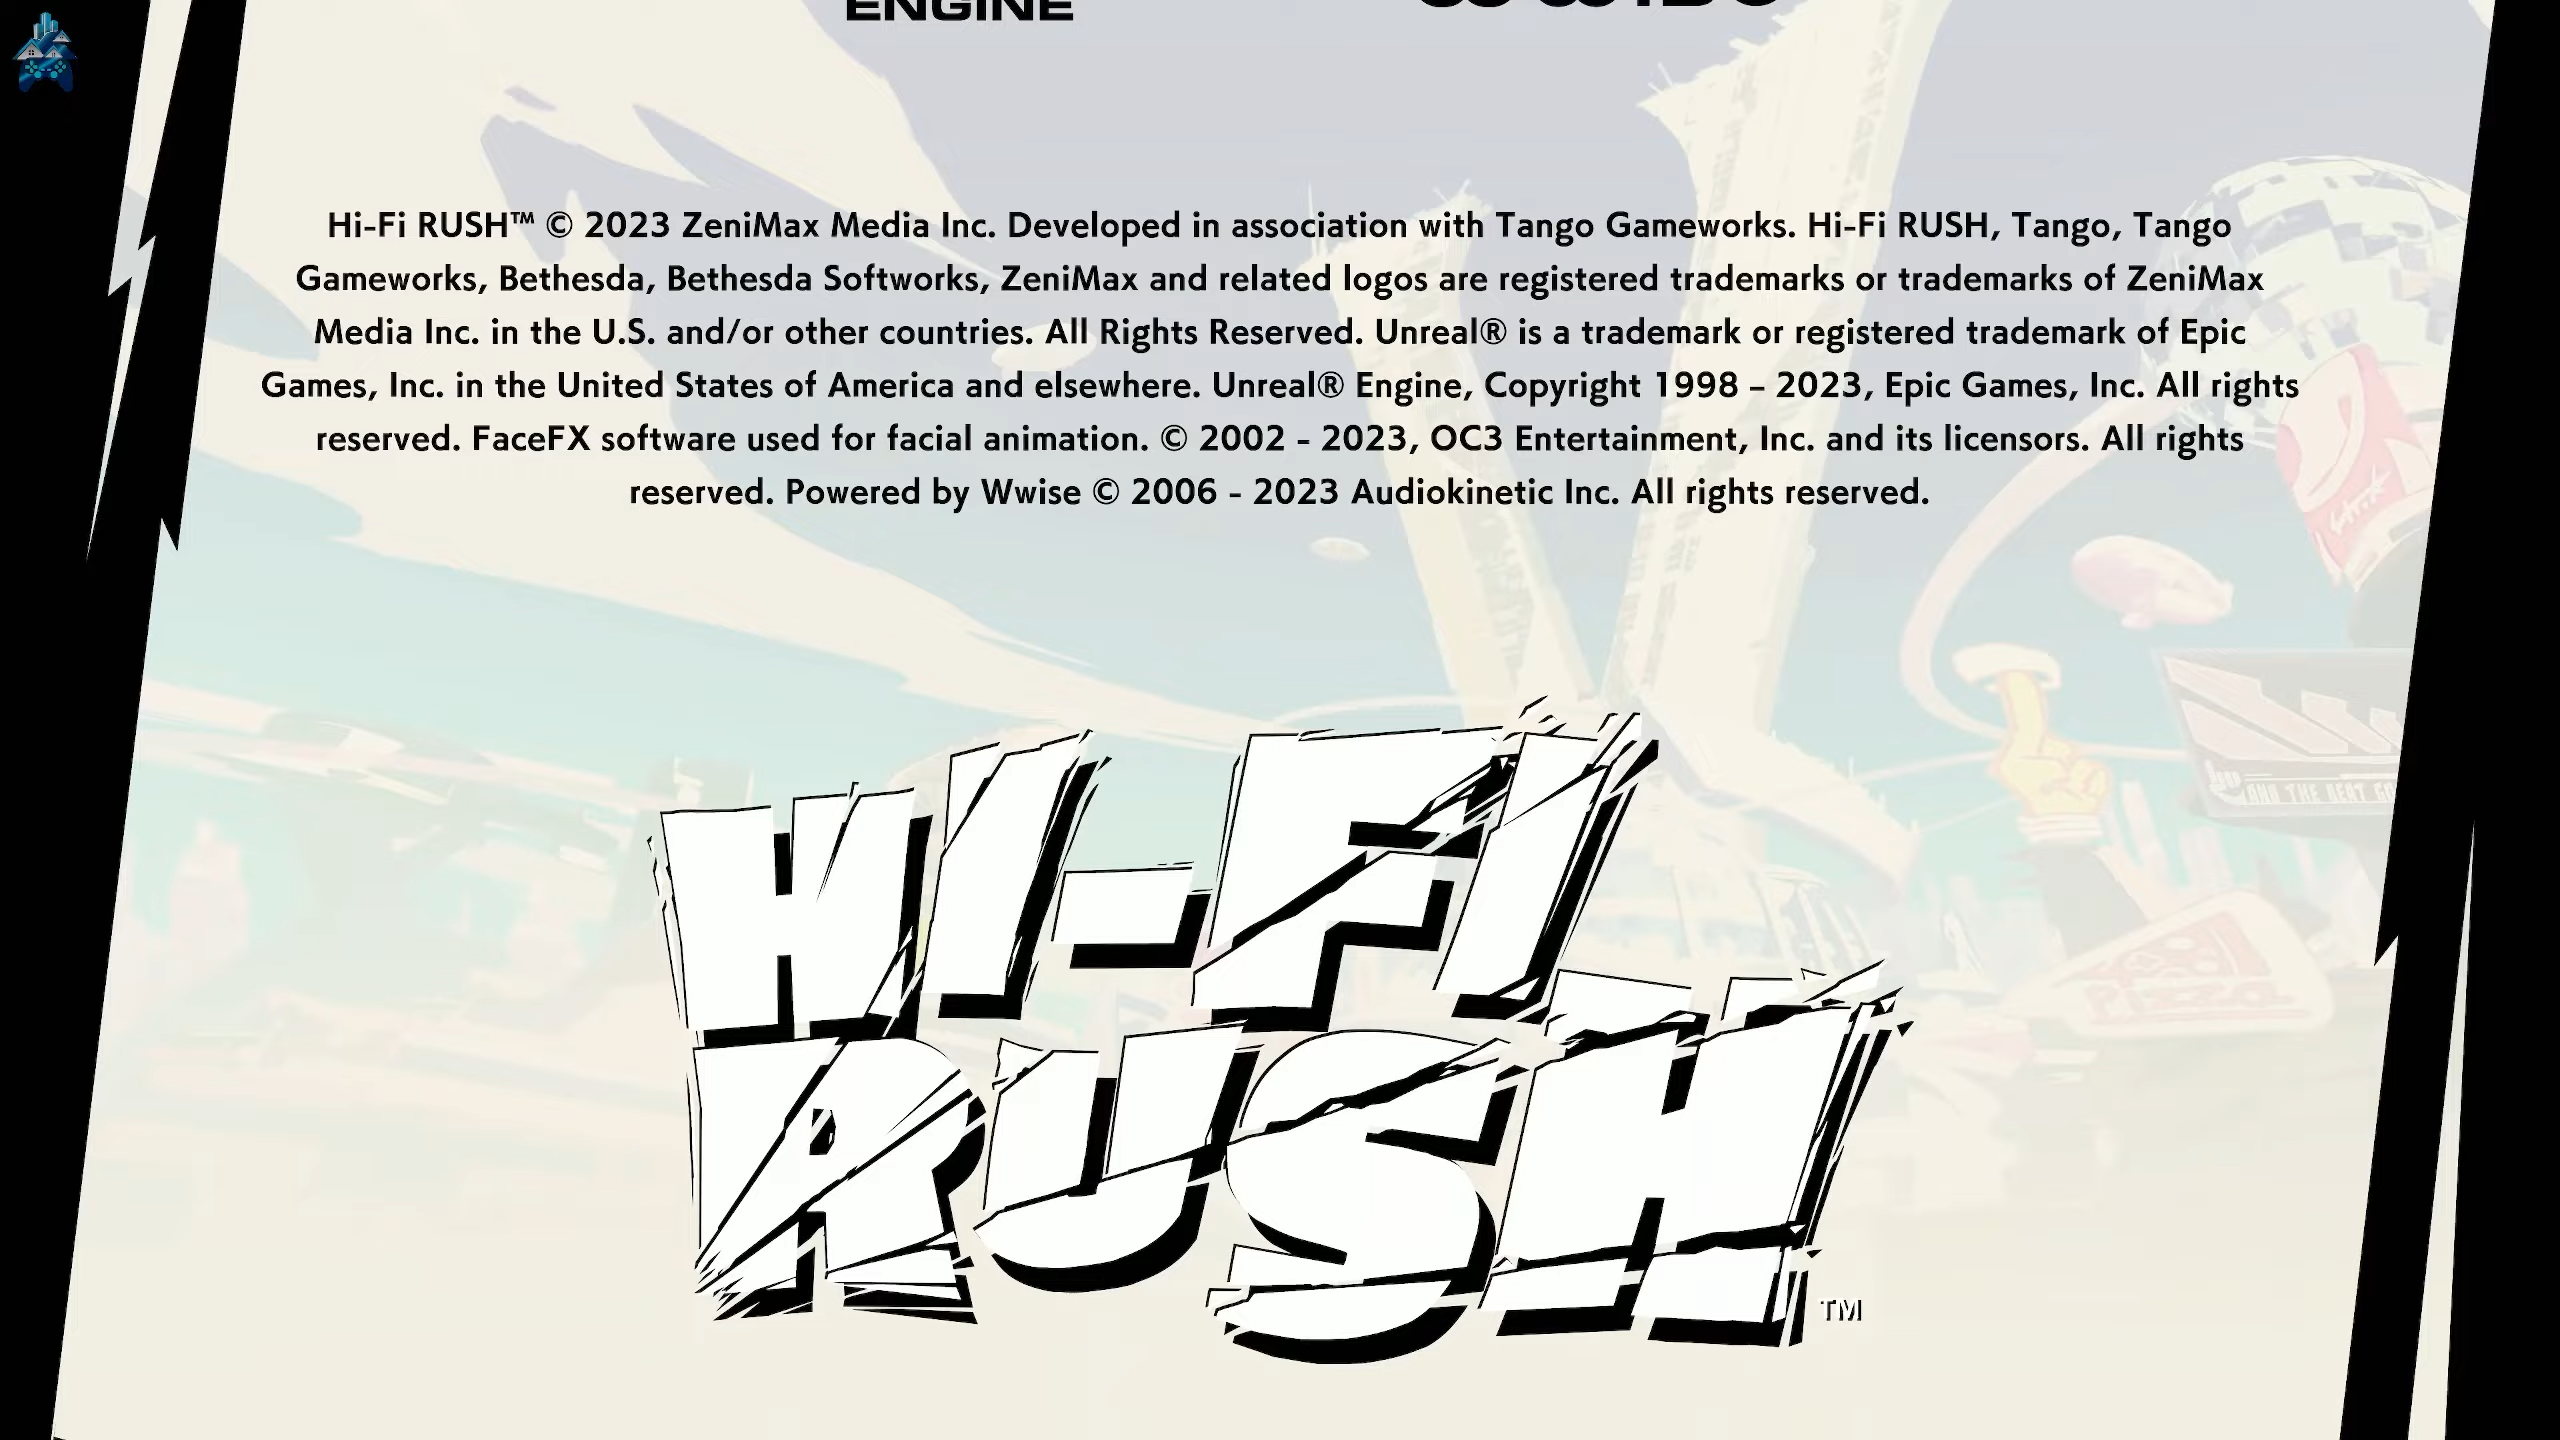 ENGINE
Hi-Fi RUSH™ © 2023 ZeniMax Media Inc. Developed in association with Tango Gameworks. Hi-Fi RUSH, Tango, Tango
Gameworks, Bethesda, Bethesda Softworks, ZeniMax and related logos are registered trademarks or trademarks of ZeniMax
Media Inc. in the U.S. and/or other countries. All Rights Reserved. Unreal® is a trademark or registered trademark of Epic
Games, Inc. in the United States of America and elsewhere. Unreal® Engine, Copyright 1998 – 2023, Epic Games, Inc. All rights
reserved. FaceFX software used for facial animation. © 2002 - 2023, OC3 Entertainment, Inc. and its licensors. All rights
reserved. Powered by Wwise © 2006 - 2023 Audiokinetic Inc. All rights reserved.
AND THE BEAT GO
PIZZA
HI-FI
RUSH
TM